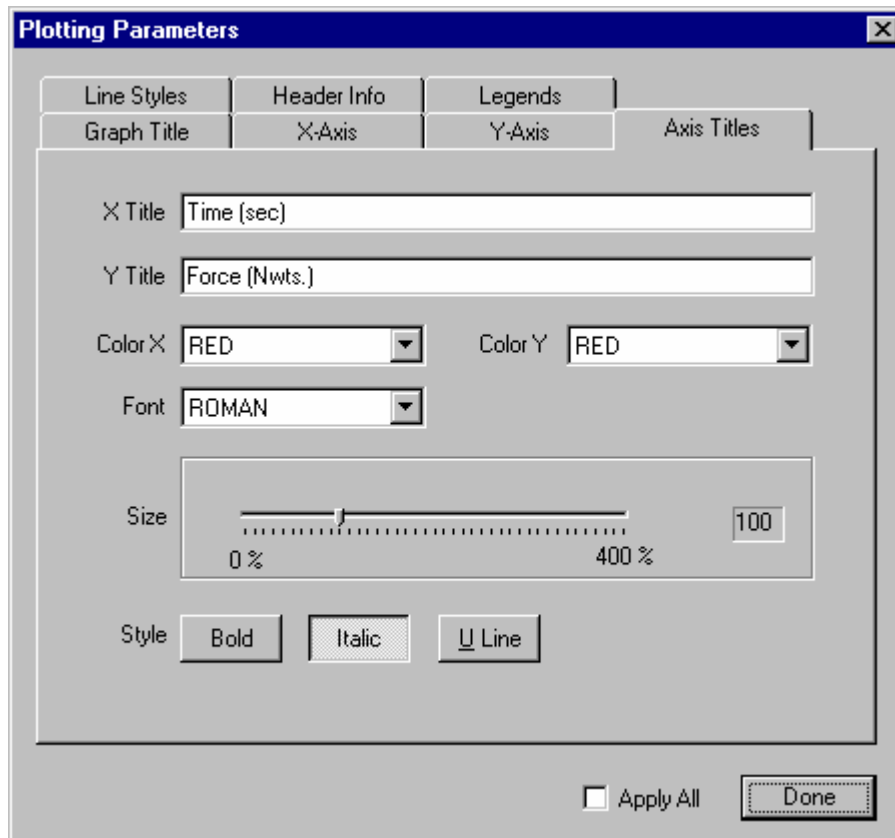 Plotting Parameters
Line Styles Header Info Legends
Graph Title X-Axis Y-Axis Axis Titles
X Title Time (sec)
Y Title Force (Nwts.)
Color X RED Color Y RED
Font ROMAN
Size 100
0 % 400 %
Style Bold Italic U Line
Apply All Done